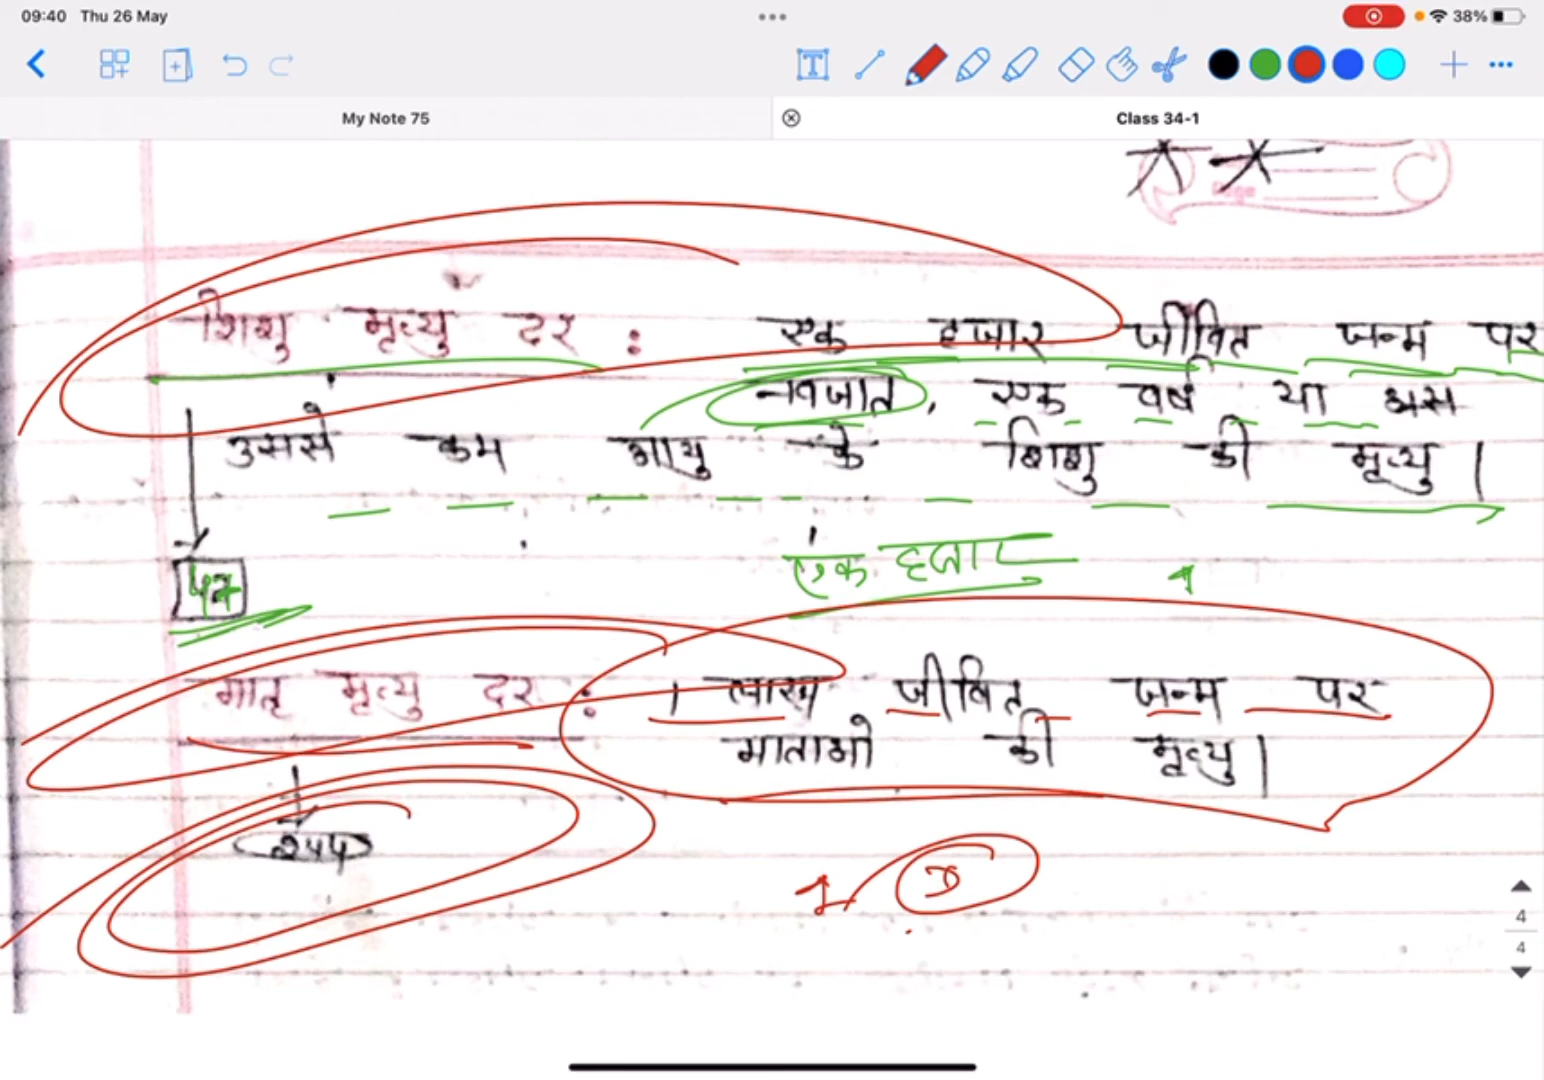 09:40 Thu 26 May
38%
My Note 75
Class 34-1
शिशु मृत्यु दर : एक हजार जीवित जन्म पर
नवजात, एक वर्ष या
उससे कम आयु के शिशु की मृत्यु।
एक हजार
47
मातृ मृत्यु दर : 1 लाख जीवित जन्म पर
माताओ की मृत्यु।
244
4
4